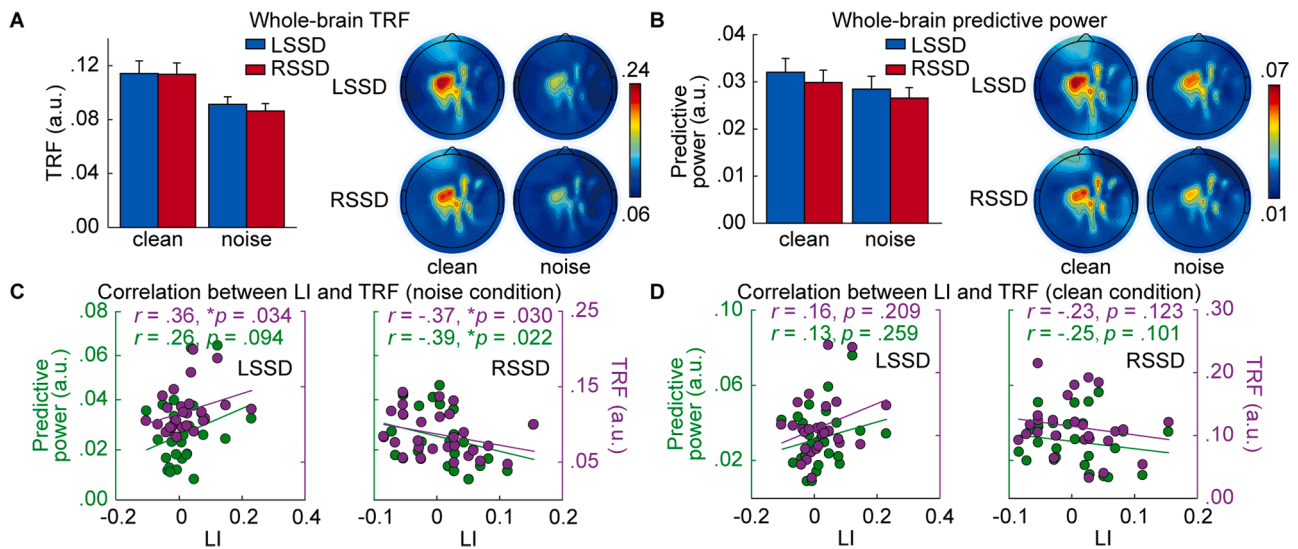 A
Whole-brain TRF
LSSD
RSSD
.12
.08
.04
.00
TRF (a.u.)
clean
noise
LSSD
RSSD
clean
noise
.24
.06
B
Whole-brain predictive power
LSSD
RSSD
.04
.03
.02
.00
Predictive
power (a.u.)
clean
noise
LSSD
RSSD
clean
noise
.07
.01
C
Correlation between LI and TRF (noise condition)
r = .36, *p = .034
r = .26, p = .094
LSSD
.08
.06
.04
.02
.00
Predictive
power (a.u.)
-0.2
0
0.2
0.4
LI
r = -.37, *p = .030
r = -.39, *p = .022
RSSD
.25
.15
.05
TRF (a.u.)
-0.1
0
0.1
0.2
LI
D
Correlation between LI and TRF (clean condition)
r = .16, p = .209
r = .13, p = .259
LSSD
.10
.06
.02
Predictive
power (a.u.)
-0.2
0
0.2
0.4
LI
r = -.23, p = .123
r = -.25, p = .101
RSSD
.30
.20
.10
.00
TRF (a.u.)
-0.1
0
0.1
0.2
LI